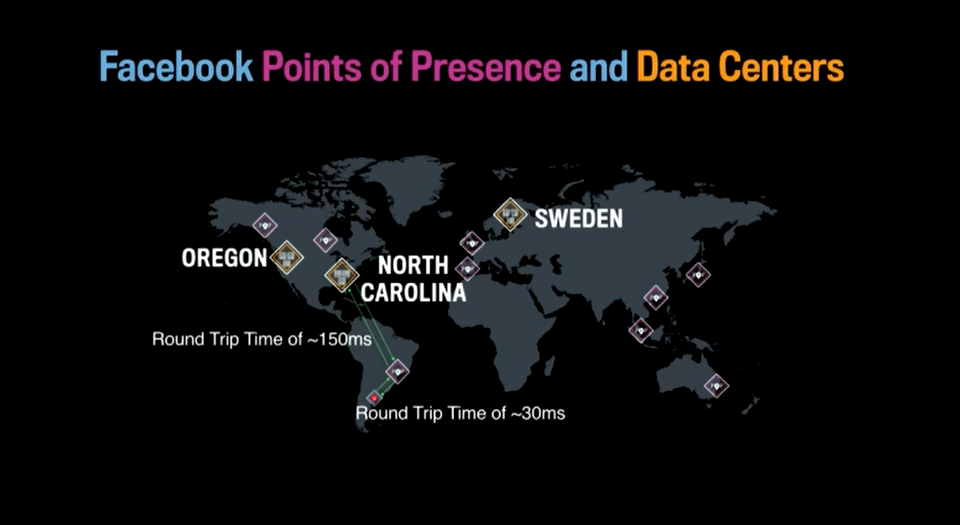 Facebook Points of Presence and Data Centers
SWEDEN
OREGON
NORTH
CAROLINA
Round Trip Time of ~150ms
Round Trip Time of ~30ms